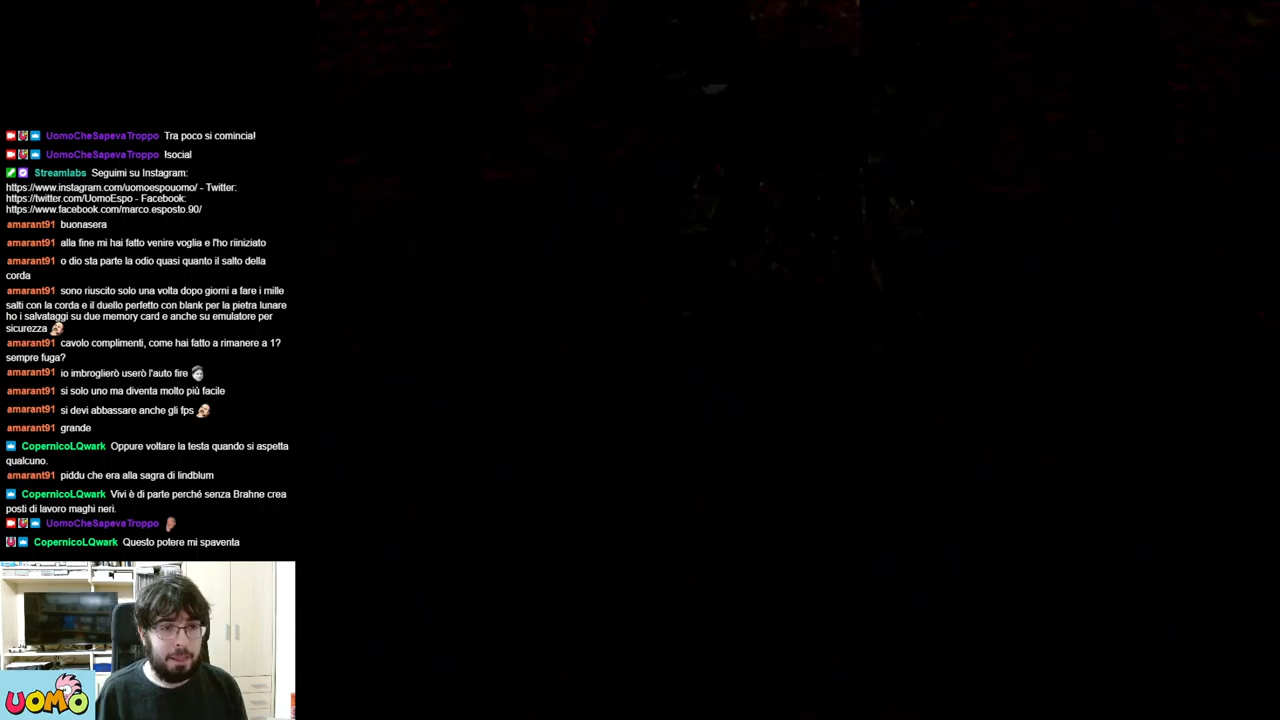 UomoCheSapevaTroppo Tra poco si comincia!
UomoCheSapevaTroppo !social
Streamlabs Seguimi su Instagram:
https://www.instagram.com/uomoespouomo/ - Twitter:
https://twitter.com/UomoEspo - Facebook:
https://www.facebook.com/marco.esposto.90/
amarant91 buonasera
amarant91 alla fine mi hai fatto venire voglia e l'ho riiniziato
amarant91 o dio sta parte la odio quasi quanto il salto della
corda
amarant91 sono riuscito solo una volta dopo giorni a fare i mille
salti con la corda e il duello perfetto con blank per la pietra lunare
ho i salvataggi su due memory card e anche su emulatore per
sicurezza
amarant91 cavolo complimenti, come hai fatto a rimanere a 1?
sempre fuga?
amarant91 io imbroglierò userò l'auto fire
amarant91 si solo uno ma diventa molto più facile
amarant91 si devi abbassare anche gli fps
amarant91 grande
CopernicoLQwark Oppure voltare la testa quando si aspetta
qualcuno.
amarant91 piddu che era alla sagra di lindblum
CopernicoLQwark Vivi è di parte perché senza Brahne crea
posti di lavoro maghi neri.
UomoCheSapevaTroppo
CopernicoLQwark Questo potere mi spaventa
UOMO